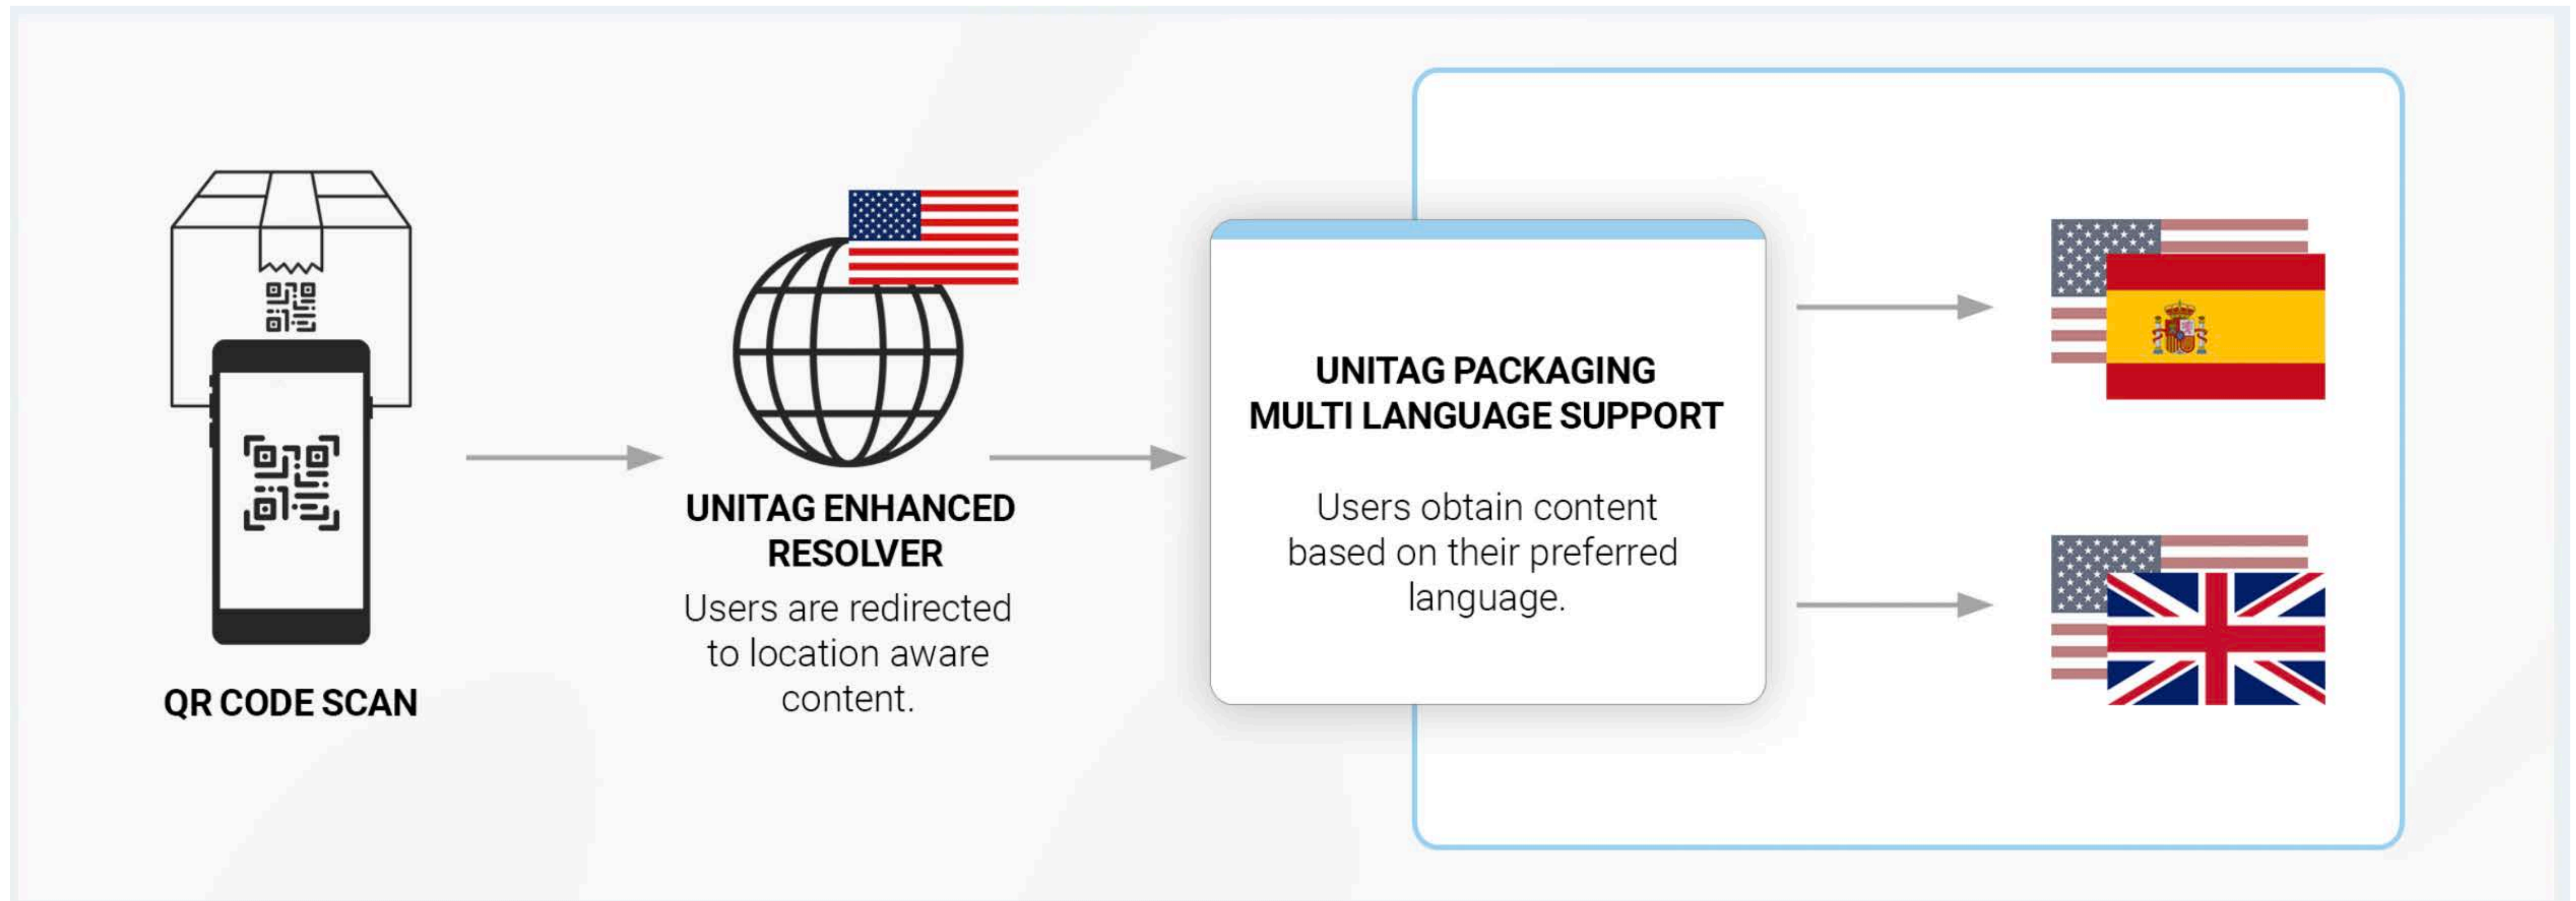 QR CODE SCAN
UNITAG ENHANCED
RESOLVER
Users are redirected
to location aware
content.
UNITAG PACKAGING
MULTI LANGUAGE SUPPORT
Users obtain content
based on their preferred
language.